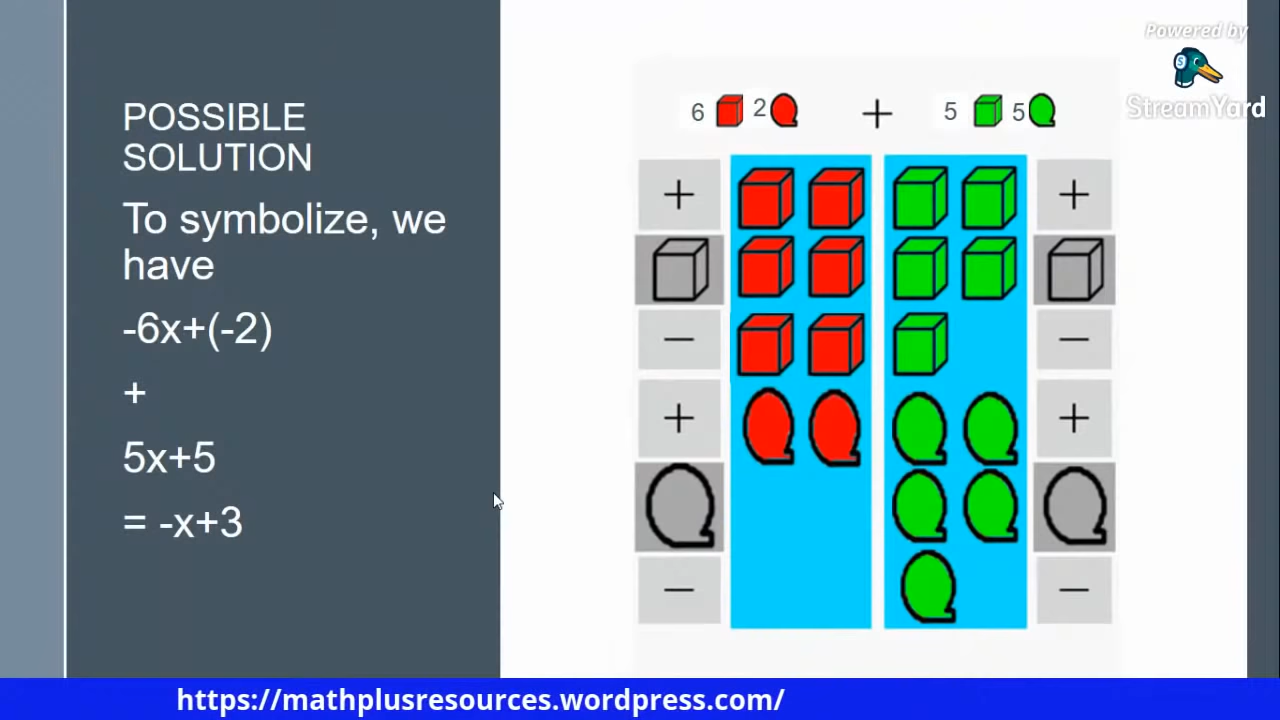 POSSIBLE
SOLUTION
To symbolize, we
have
-6x+(-2)
+
5x+5
= -x+3
6 2 + 5 5
+ +
− −
+ +
− −
Powered by
StreamYard
https://mathplusresources.wordpress.com/